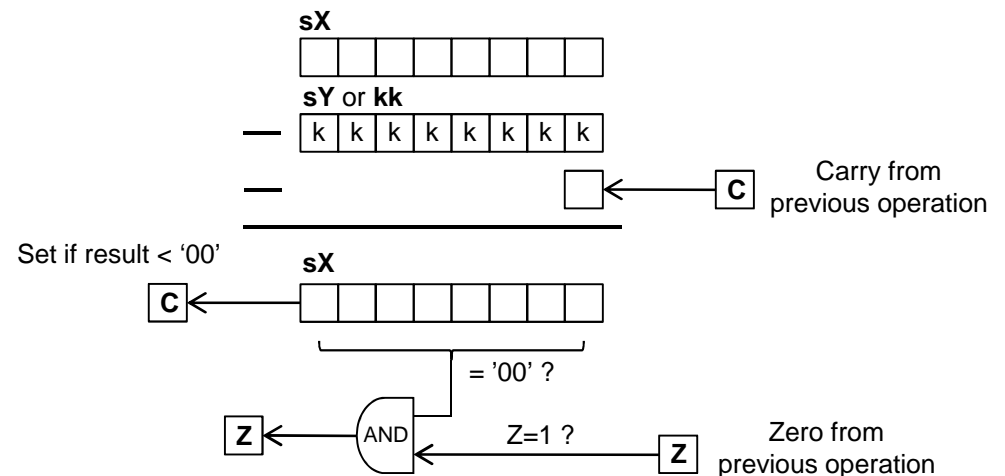 sX
sY or kk
k k k k k k k k
C
Carry from
previous operation
Set if result < ‘00’
sX
C
= ’00’ ?
Z
AND
Z=1 ?
Z
Zero from
previous operation